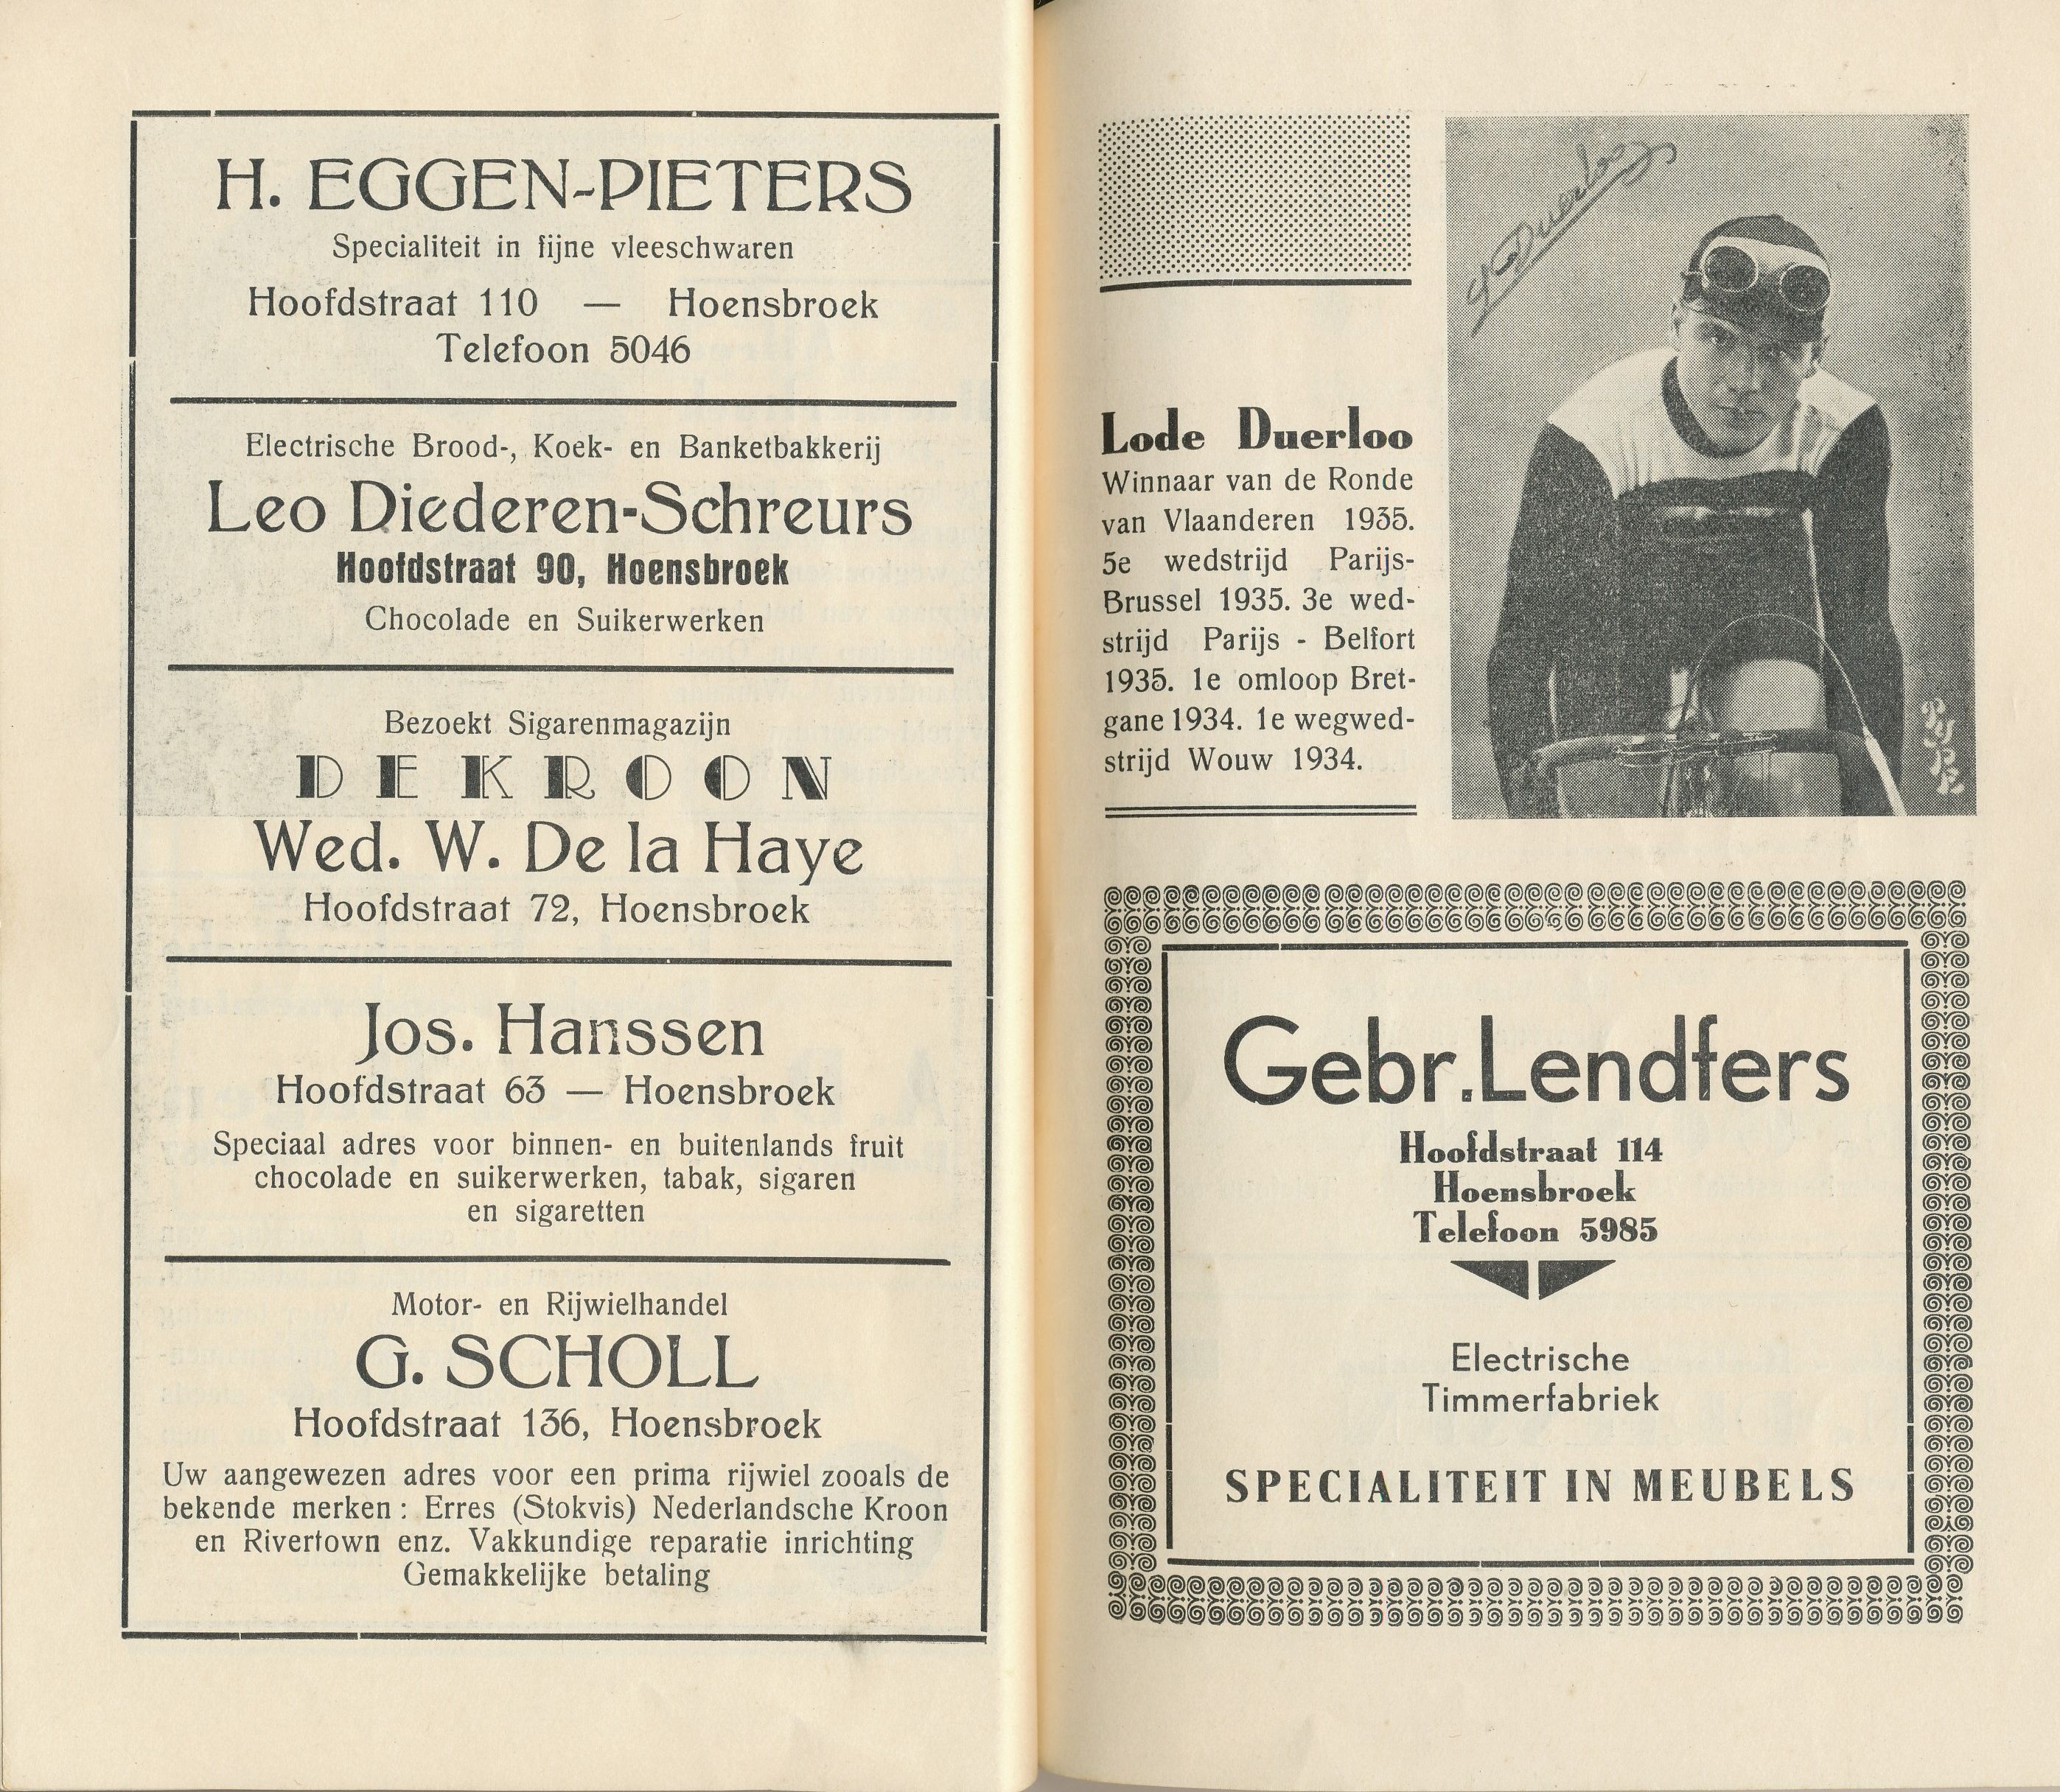 H. EGGEN-PIETERS
Specialiteit in fijne vleeschwaren
Hoofdstraat 110 — Hoensbroek
Telefoon 5046
Electrische Brood-, Koek- en Banketbakkerij
Leo Diederen-Schreurs
Hoofdstraat 90, Hoensbroek
Chocolade en Suikerwerken
Bezoekt Sigarenmagazijn
DE KROON
Wed. W. De la Haye
Hoofdstraat 72, Hoensbroek
Jos. Hanssen
Hoofdstraat 63 — Hoensbroek
Speciaal adres voor binnen- en buitenlands fruit
chocolade en suikerwerken, tabak, sigaren
en sigaretten
Motor- en Rijwielhandel
G. SCHOLL
Hoofdstraat 136, Hoensbroek
Uw aangewezen adres voor een prima rijwiel zooals de
bekende merken : Erres (Stokvis) Nederlandsche Kroon
en Rivertown enz. Vakkundige reparatie inrichting
Gemakkelijke betaling
L Duerloo
Lode Duerloo
Winnaar van de Ronde
van Vlaanderen 1935.
5e wedstrijd Parijs-
Brussel 1935. 3e wed-
strijd Parijs - Belfort
1935. 1e omloop Bret-
gane 1934. 1e wegwed-
strijd Wouw 1934.
Gebr. Lendfers
Hoofdstraat 114
Hoensbroek
Telefoon 5985
Electrische
Timmerfabriek
SPECIALITEIT IN MEUBELS